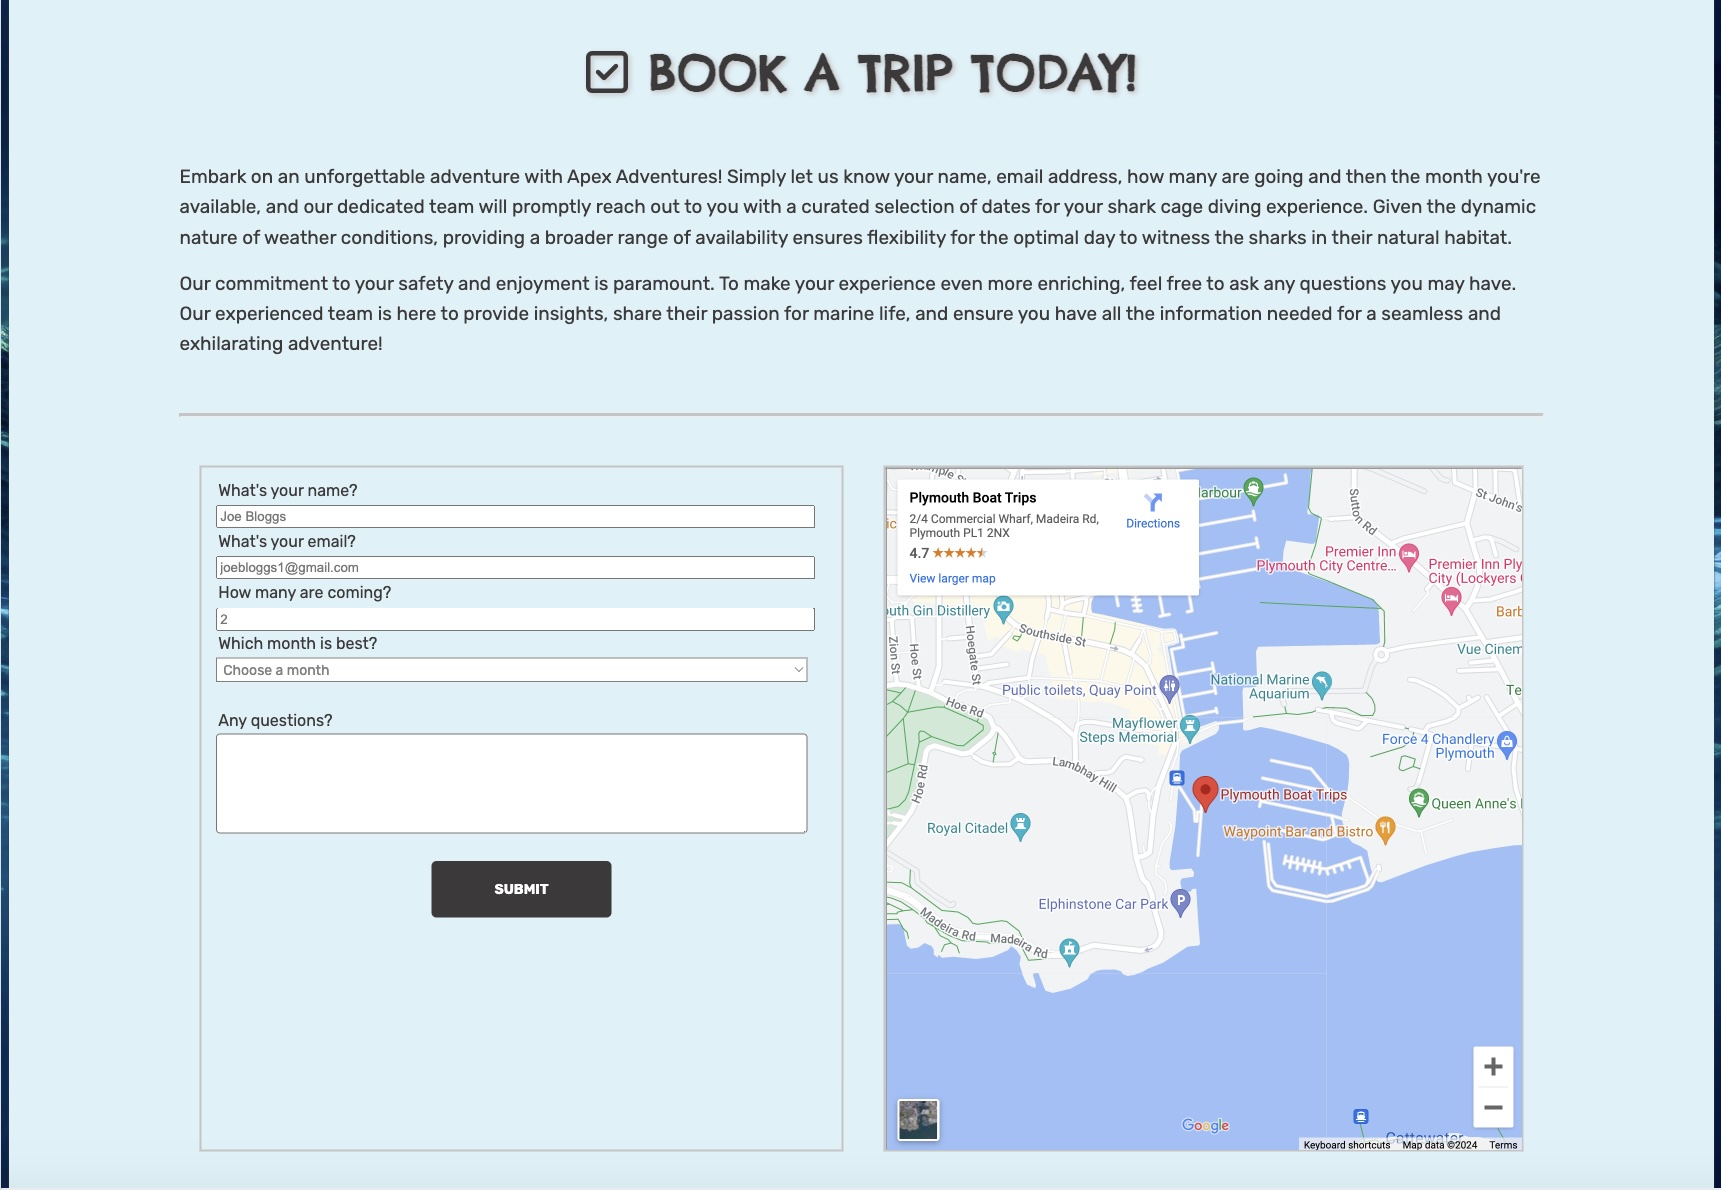 BOOK A TRIP TODAY!
Embark on an unforgettable adventure with Apex Adventures! Simply let us know your name, email address, how many are going and then the month you're
available, and our dedicated team will promptly reach out to you with a curated selection of dates for your shark cage diving experience. Given the dynamic
nature of weather conditions, providing a broader range of availability ensures flexibility for the optimal day to witness the sharks in their natural habitat.
Our commitment to your safety and enjoyment is paramount. To make your experience even more enriching, feel free to ask any questions you may have.
Our experienced team is here to provide insights, share their passion for marine life, and ensure you have all the information needed for a seamless and
exhilarating adventure!
What's your name?
Joe Bloggs
What's your email?
joebloggs1@gmail.com
How many are coming?
2
Which month is best?
Choose a month
Any questions?
SUBMIT
Plymouth Boat Trips
2/4 Commercial Wharf, Madeira Rd,
Plymouth PL1 2NX
4.7
View larger map
Directions
arbour
Sutton Rd
St John's
Premier Inn
Plymouth City Centre...
Premier Inn Ply
City (Lockyers
Barb
outh Gin Distillery
Southside St
Zion St
Hoe St
Hoegate St
Vue Cinem
Public toilets, Quay Point
National Marine
Aquarium
Te
Hoe Rd
Mayflower
Steps Memorial
Force 4 Chandlery
Plymouth
Lambhay Hill
Hoe Rd
Plymouth Boat Trips
Queen Anne's
Royal Citadel
Waypoint Bar and Bistro
Elphinstone Car Park
P
Madeira Rd
Madeira Rd
Google
Cattewater
Keyboard shortcuts
Map data ©2024
Terms